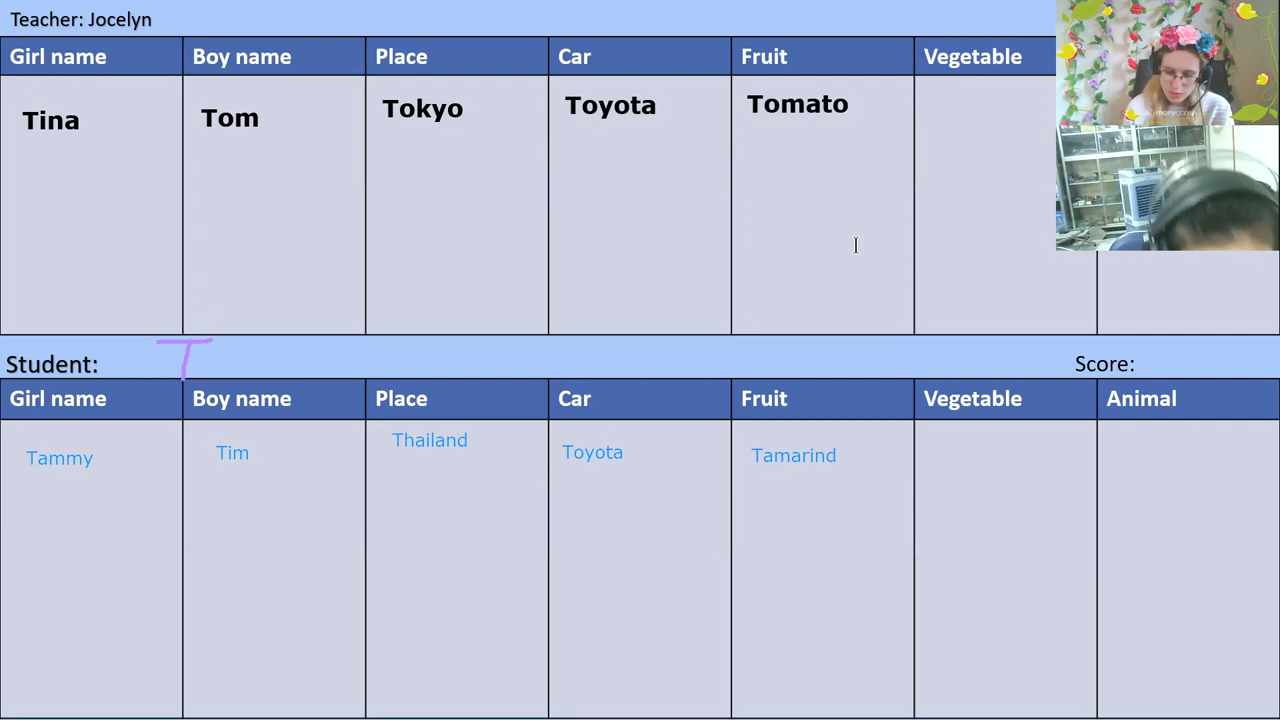 Teacher: Jocelyn
Girl name Boy name Place Car Fruit Vegetable
Tina Tom Tokyo Toyota Tomato
manycam
Student: T Score:
Girl name Boy name Place Car Fruit Vegetable Animal
Tammy Tim Thailand Toyota Tamarind